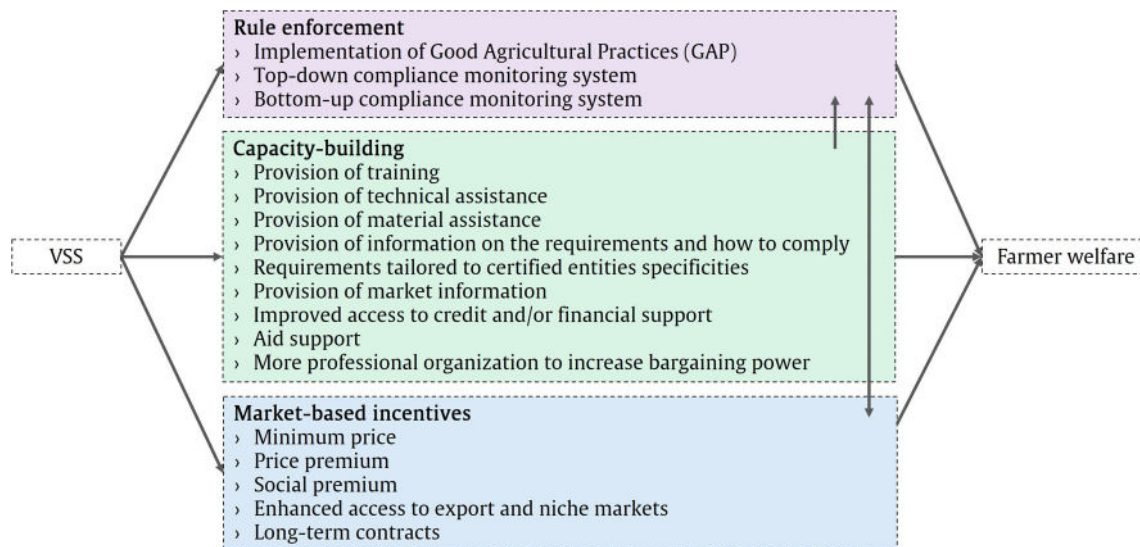 Rule enforcement
› Implementation of Good Agricultural Practices (GAP)
› Top-down compliance monitoring system
› Bottom-up compliance monitoring system
Capacity-building
› Provision of training
› Provision of technical assistance
› Provision of material assistance
› Provision of information on the requirements and how to comply
› Requirements tailored to certified entities specificities
› Provision of market information
› Improved access to credit and/or financial support
› Aid support
› More professional organization to increase bargaining power
VSS
Farmer welfare
Market-based incentives
› Minimum price
› Price premium
› Social premium
› Enhanced access to export and niche markets
› Long-term contracts